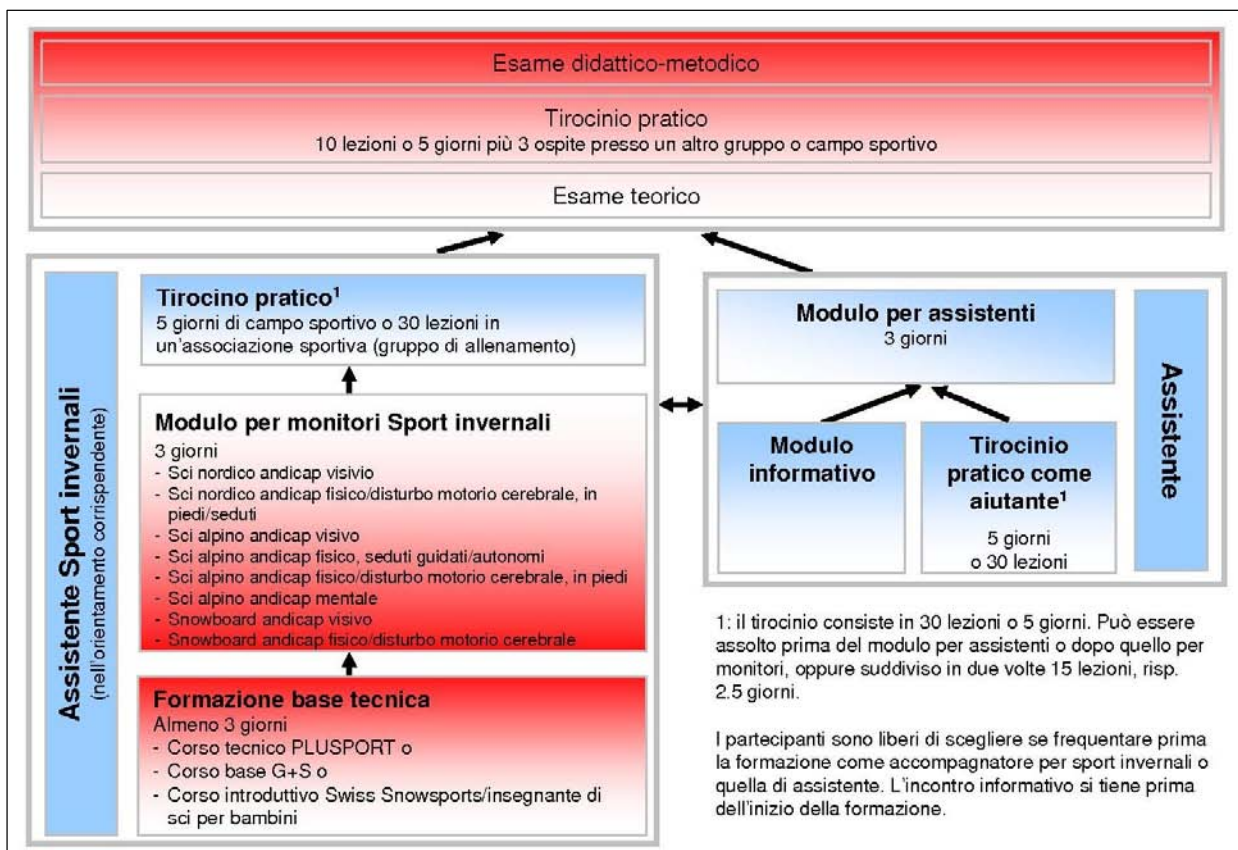 Esame didattico-metodico
Tirocinio pratico
10 lezioni o 5 giorni più 3 ospite presso un altro gruppo o campo sportivo
Esame teorico
Assistente Sport invernali
(nell'orientamento corrispendente)
Tirocino pratico¹
5 giorni di campo sportivo o 30 lezioni in
un'associazione sportiva (gruppo di allenamento)
Modulo per monitori Sport invernali
3 giorni
- Sci nordico andicap visivio
- Sci nordico andicap fisico/disturbo motorio cerebrale, in
piedi/seduti
- Sci alpino andicap visivo
- Sci alpino andicap fisico, seduti guidati/autonomi
- Sci alpino andicap fisico/disturbo motorio cerebrale, in piedi
- Sci alpino andicap mentale
- Snowboard andicap visivo
- Snowboard andicap fisico/disturbo motorio cerebrale
Formazione base tecnica
Almeno 3 giorni
- Corso tecnico PLUSPORT o
- Corso base G+S o
- Corso introduttivo Swiss Snowsports/insegnante di
sci per bambini
Modulo per assistenti
3 giorni
Modulo
informativo
Tirocinio
pratico come
aiutante¹
5 giorni
o 30 lezioni
Assistente
1: il tirocinio consiste in 30 lezioni o 5 giorni. Può essere
assolto prima del modulo per assistenti o dopo quello per
monitori, oppure suddiviso in due volte 15 lezioni, risp.
2.5 giorni.
I partecipanti sono liberi di scegliere se frequentare prima
la formazione come accompagnatore per sport invernali o
quella di assistente. L'incontro informativo si tiene prima
dell'inizio della formazione.